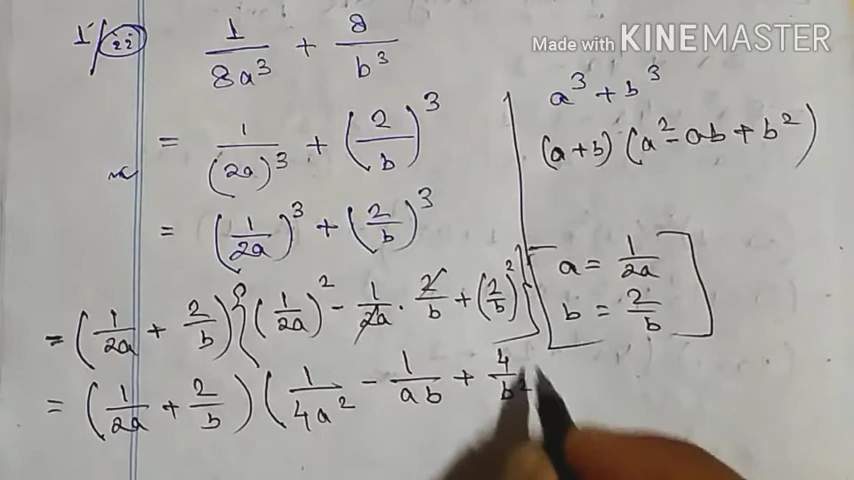 1/ ii 1/8a³ + 8/b³
Made with KINEMASTER
a³ + b³
(a+b) (a² - ab + b²)
= 1/(2a)³ + (2/b)³
= (1/2a)³ + (2/b)³
a = 1/2a
b = 2/b
= (1/2a + 2/b) {(1/2a)² - 1/2a · 2/b + (2/b)²}
= (1/2a + 2/b) (1/4a² - 1/ab + 4/b²